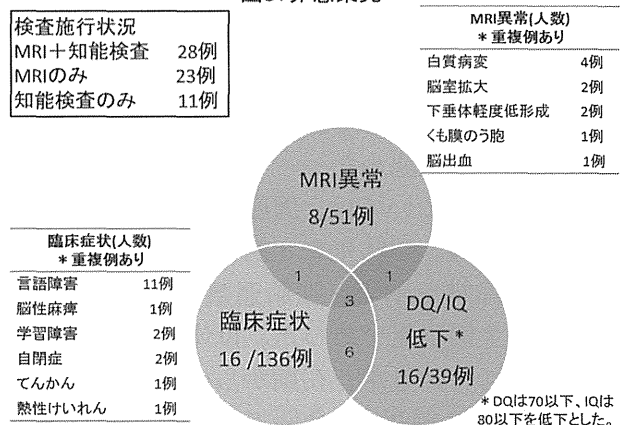 検査施行状況
MRI＋知能検査 28例
MRIのみ 23例
知能検査のみ 11例
MRI異常(人数)
＊重複例あり
白質病変 4例
脳室拡大 2例
下垂体軽度低形成 2例
くも膜のう胞 1例
脳出血 1例
MRI異常
8/51例
臨床症状(人数)
＊重複例あり
言語障害 11例
脳性麻痺 1例
学習障害 2例
自閉症 2例
てんかん 1例
熱性けいれん 1例
1
1
3
6
臨床症状
16 /136例
DQ/IQ
低下＊
16/39例
＊DQは70以下、IQは
80以下を低下とした。